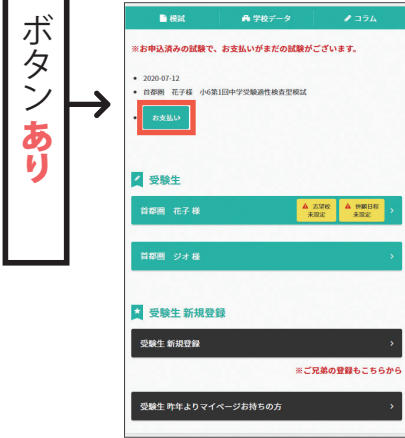 ボタンあり
模試
学校データ
コラム
※お申込済みの試験で、お支払いがまだの試験がございます。
2020-07-12
首都圏 花子様 小6第1回中学受験適性検査型模試
お支払い
受験生
首都圏 花子 様
志望校
未設定
併願日程
未設定
首都圏 ジオ 様
受験生 新規登録
受験生 新規登録
※ご兄弟の登録もこちらから
受験生 昨年よりマイページお持ちの方